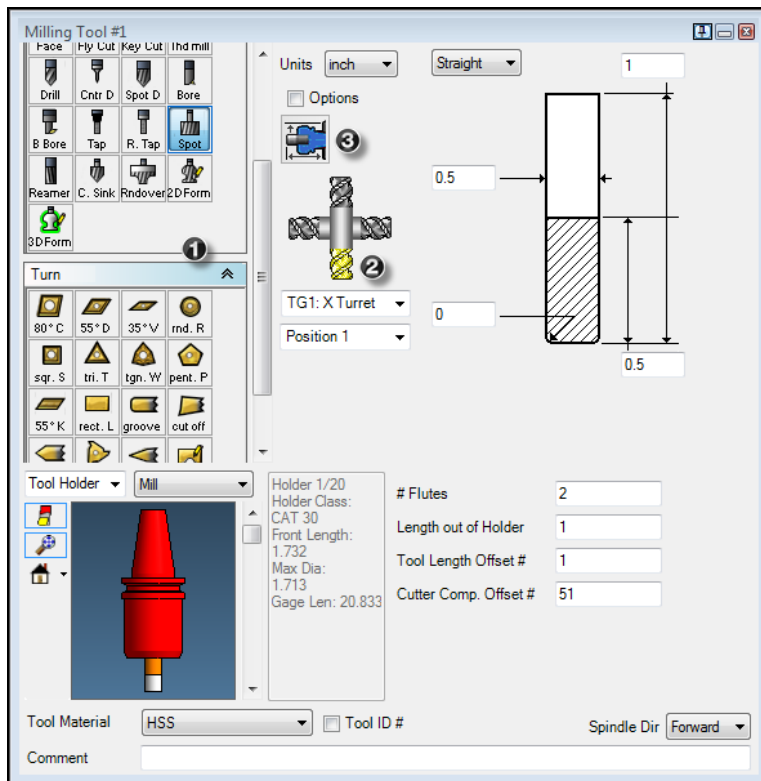 Milling Tool #1
Face Fly Cut Key Cut Thd mill
Drill Cntr D Spot D Bore
B Bore Tap R. Tap Spot
Reamer C. Sink Rndover 2D Form
3D Form
1
Turn
80° C 55° D 35° V rnd. R
sqr. S tri. T tgn. W pent. P
55° K rect. L groove cut off
Units inch Straight 1
Options
3
0.5
2
TG1: X Turret
0
Position 1
0.5
Tool Holder Mill
Holder 1/20
Holder Class:
CAT 30
Front Length:
1.732
Max Dia:
1.713
Gage Len: 20.833
# Flutes 2
Length out of Holder 1
Tool Length Offset # 1
Cutter Comp. Offset # 51
Tool Material HSS Tool ID # Spindle Dir Forward
Comment